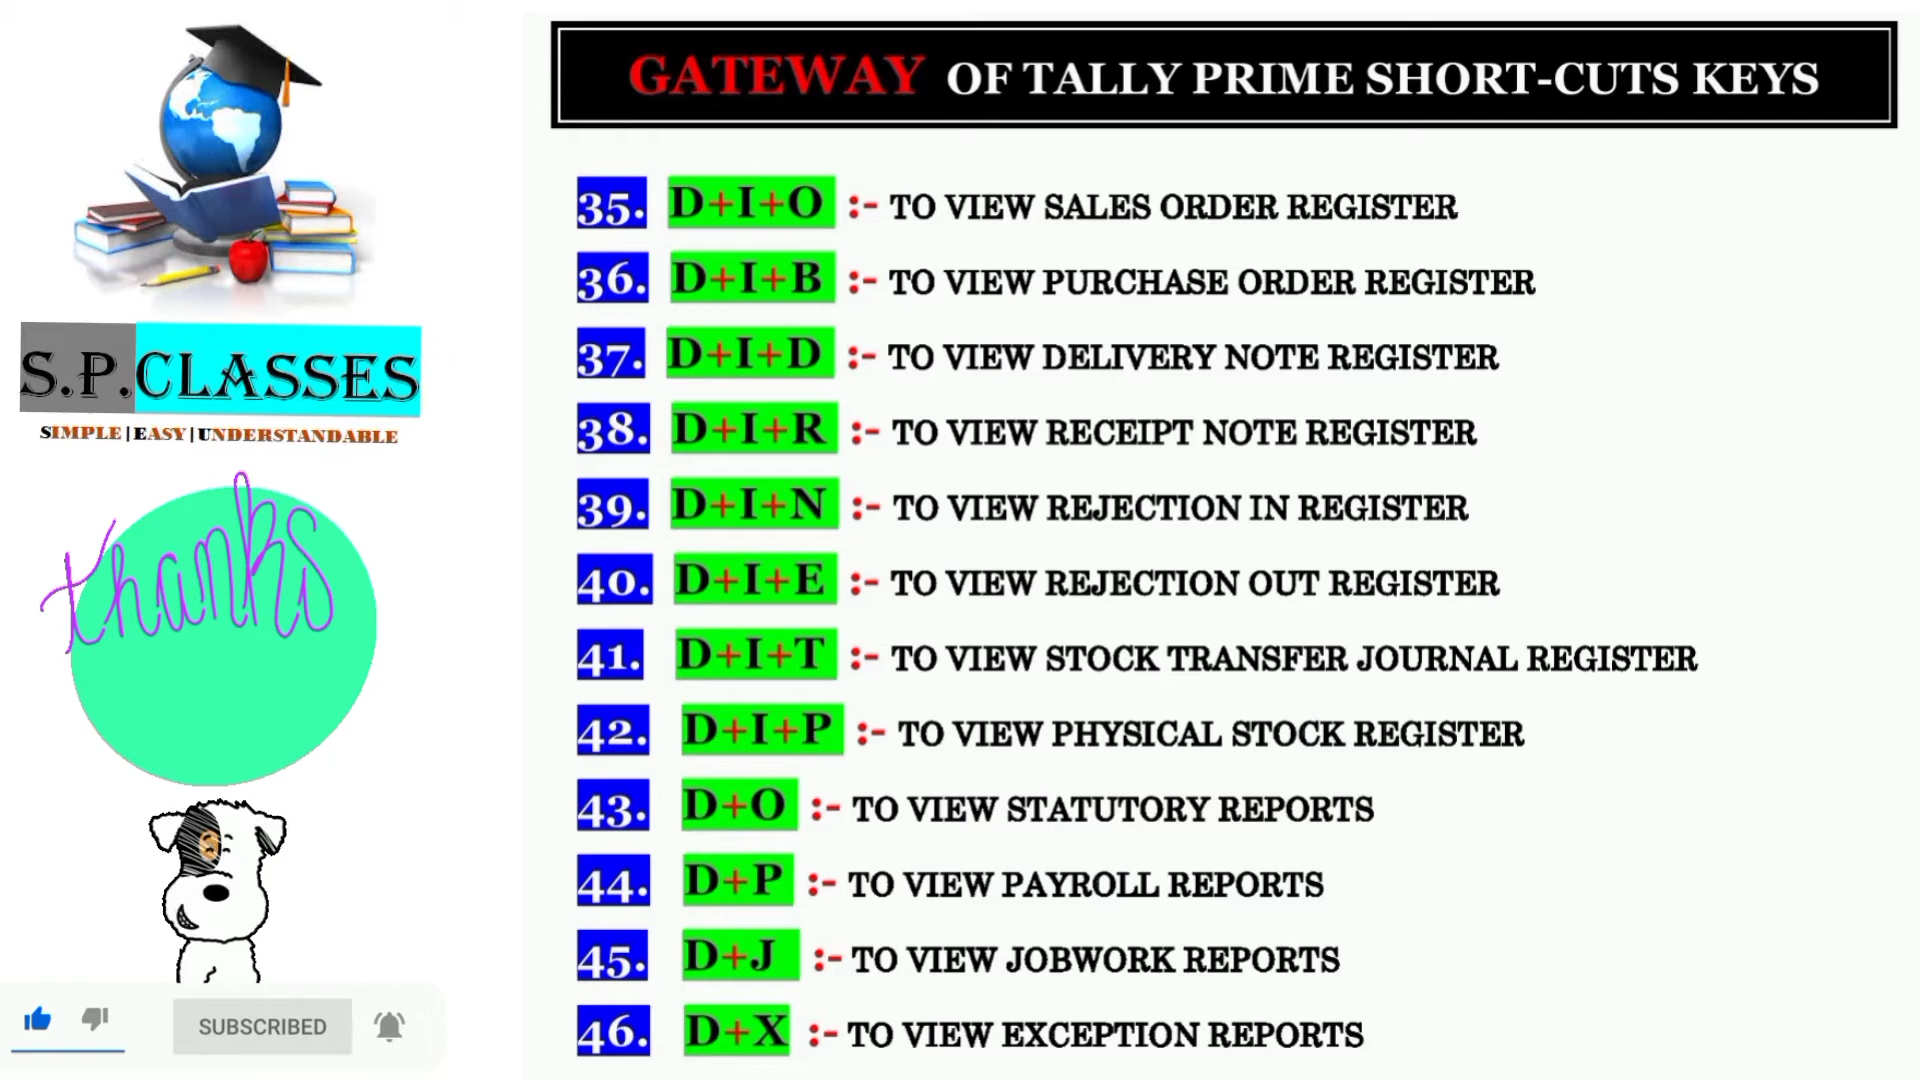 GATEWAY OF TALLY PRIME SHORT-CUTS KEYS
S.P.CLASSES
SIMPLE|EASY|UNDERSTANDABLE
thanks
SUBSCRIBED
35. D+I+O :- TO VIEW SALES ORDER REGISTER
36. D+I+B :- TO VIEW PURCHASE ORDER REGISTER
37. D+I+D :- TO VIEW DELIVERY NOTE REGISTER
38. D+I+R :- TO VIEW RECEIPT NOTE REGISTER
39. D+I+N :- TO VIEW REJECTION IN REGISTER
40. D+I+E :- TO VIEW REJECTION OUT REGISTER
41. D+I+T :- TO VIEW STOCK TRANSFER JOURNAL REGISTER
42. D+I+P :- TO VIEW PHYSICAL STOCK REGISTER
43. D+O :- TO VIEW STATUTORY REPORTS
44. D+P :- TO VIEW PAYROLL REPORTS
45. D+J :- TO VIEW JOBWORK REPORTS
46. D+X :- TO VIEW EXCEPTION REPORTS